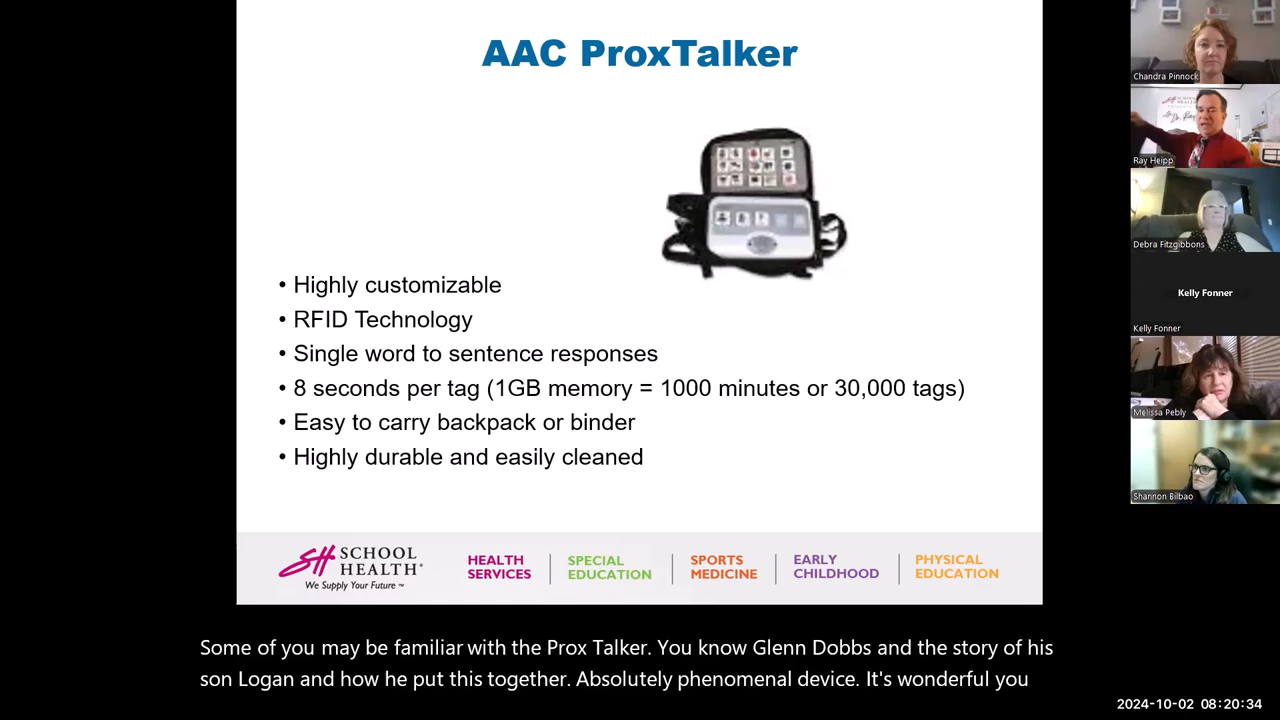 AAC ProxTalker
• Highly customizable
• RFID Technology
• Single word to sentence responses
• 8 seconds per tag (1GB memory = 1000 minutes or 30,000 tags)
• Easy to carry backpack or binder
• Highly durable and easily cleaned
SH SCHOOL HEALTH®
We Supply Your Future ™
HEALTH SERVICES
SPECIAL EDUCATION
SPORTS MEDICINE
EARLY CHILDHOOD
PHYSICAL EDUCATION
Some of you may be familiar with the Prox Talker. You know Glenn Dobbs and the story of his
son Logan and how he put this together. Absolutely phenomenal device. It's wonderful you
Chandra Pinnock
SCHOOL HEALTH
Ray Heipp
Debra Fitzgibbons
Kelly Fonner
Kelly Fonner
Melissa Pebly
Shannon Bilbao
2024-10-02 08:20:34